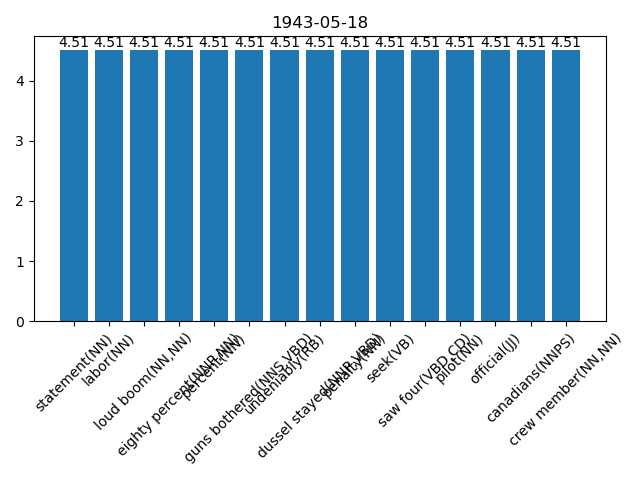 1943-05-18
4.51 4.51 4.51 4.51 4.51 4.51 4.51 4.51 4.51 4.51 4.51 4.51 4.51 4.51 4.51
4
3
2
1
0
statement(NN)
labor(NN)
loud boom(NN,NN)
eighty percent(NNP,NN)
percent(NN)
guns bothered(NNS,VBD)
undeniably(RB)
dussel stayed(NNP,VBD)
penalty(NN)
seek(VB)
saw four(VBD,CD)
pilot(NN)
official(JJ)
canadians(NNPS)
crew member(NN,NN)